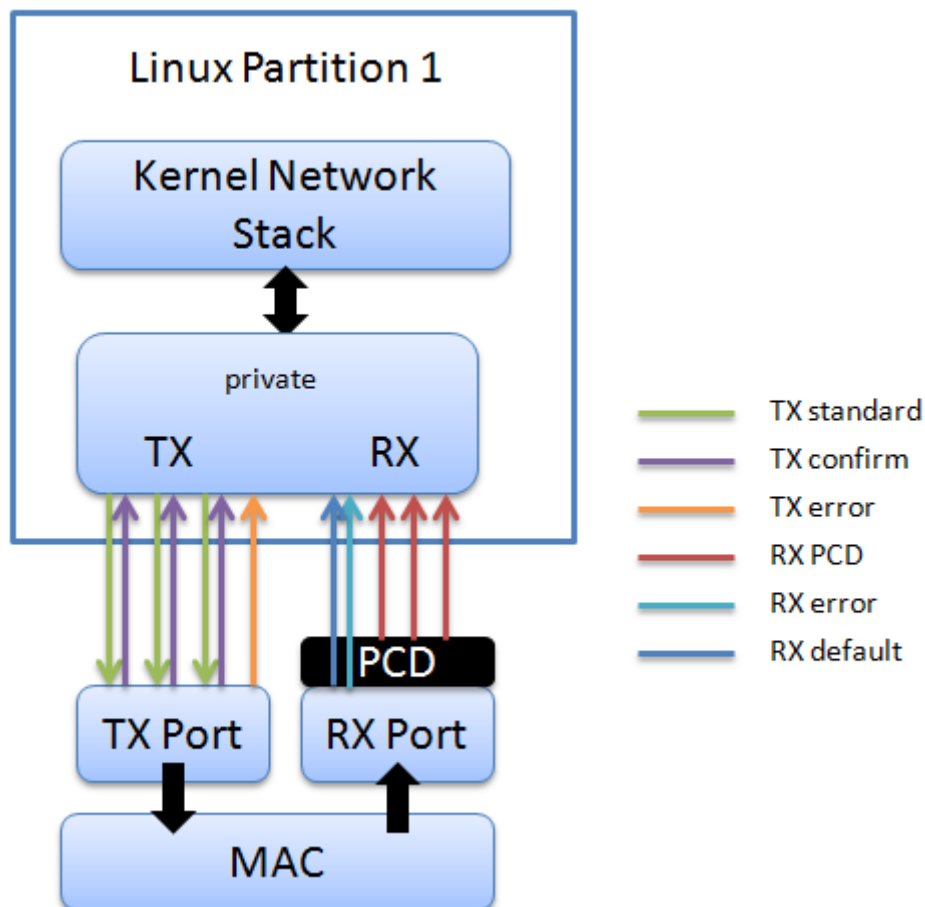 Linux Partition 1
Kernel Network
Stack
private
TX RX
TX standard
TX confirm
TX error
RX PCD
RX error
RX default
PCD
TX Port RX Port
MAC